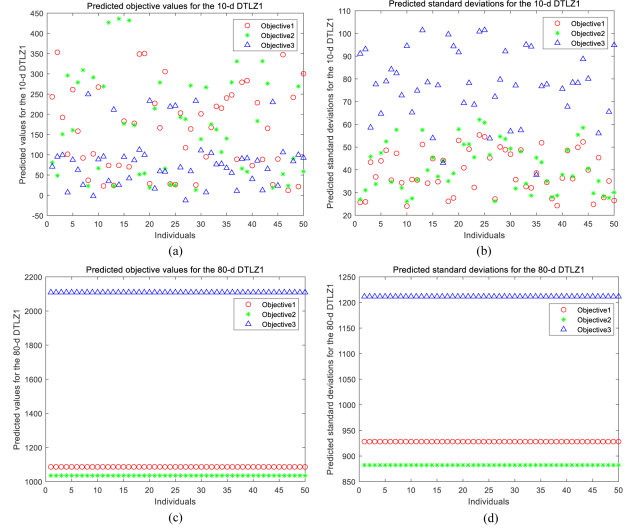 Predicted objective values for the 10-d DTLZ1
Predicted values for the 10-d DTLZ1
450
400
350
300
250
200
150
100
50
0
-50
0 5 10 15 20 25 30 35 40 45 50
Individuals
Objective1
Objective2
Objective3
(a)
Predicted standard deviations for the 10-d DTLZ1
Predicted standard deviations for the 10-d DTLZ1
110
100
90
80
70
60
50
40
30
20
0 5 10 15 20 25 30 35 40 45 50
Individuals
Objective1
Objective2
Objective3
(b)
Predicted objective values for the 80-d DTLZ1
Predicted values for the 80-d DTLZ1
2200
2000
1800
1600
1400
1200
1000
0 5 10 15 20 25 30 35 40 45 50
Individuals
Objective1
Objective2
Objective3
(c)
Predicted standard deviations for the 80-d DTLZ1
Predicted standard deviations for the 80-d DTLZ1
1250
1200
1150
1100
1050
1000
950
900
850
0 5 10 15 20 25 30 35 40 45 50
Individuals
Objective1
Objective2
Objective3
(d)